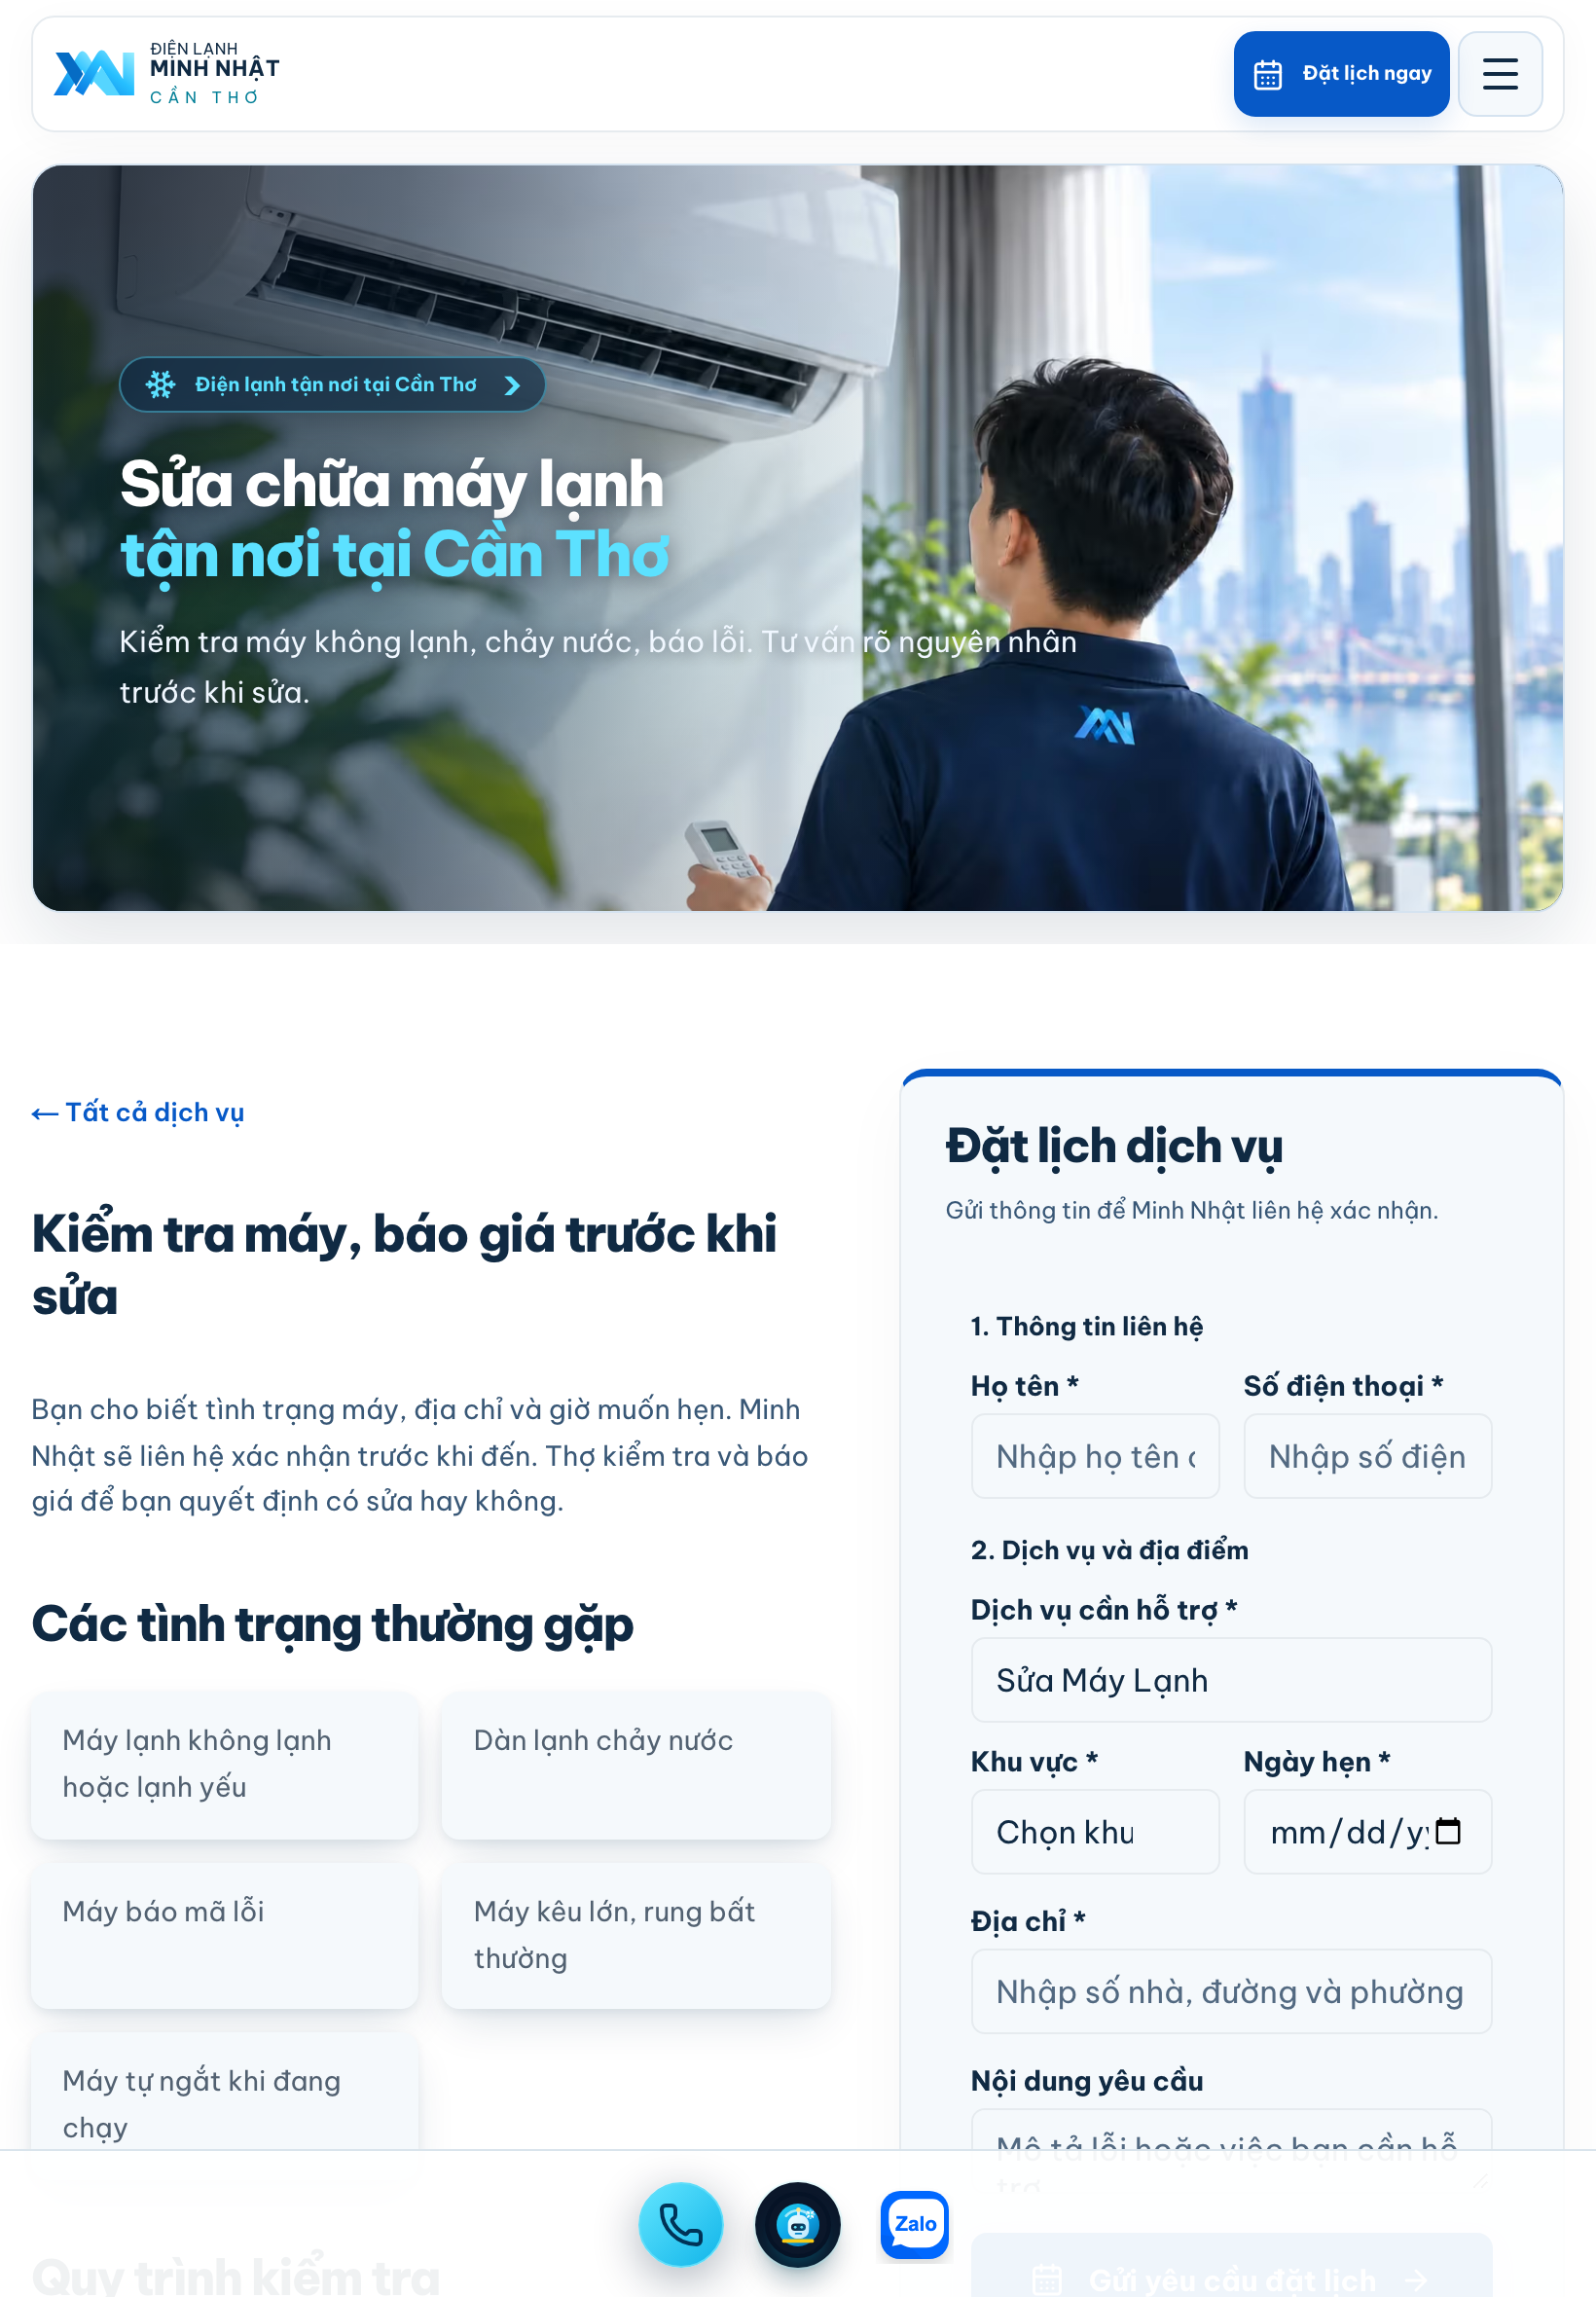 ĐIỆN LẠNH
MINH NHẬT
CẦN THƠ
Đặt lịch ngay
Điện lạnh tận nơi tại Cần Thơ
Sửa chữa máy lạnh
tận nơi tại Cần Thơ
Kiểm tra máy không lạnh, chảy nước, báo lỗi. Tư vấn rõ nguyên nhân
trước khi sửa.
← Tất cả dịch vụ
Kiểm tra máy, báo giá trước khi
sửa
Bạn cho biết tình trạng máy, địa chỉ và giờ muốn hẹn. Minh
Nhật sẽ liên hệ xác nhận trước khi đến. Thợ kiểm tra và báo
giá để bạn quyết định có sửa hay không.
Các tình trạng thường gặp
Máy lạnh không lạnh
hoặc lạnh yếu
Dàn lạnh chảy nước
Máy báo mã lỗi
Máy kêu lớn, rung bất
thường
Máy tự ngắt khi đang
chạy
Quy trình kiểm tra
Đặt lịch dịch vụ
Gửi thông tin để Minh Nhật liên hệ xác nhận.
1. Thông tin liên hệ
Họ tên *
Số điện thoại *
Nhập họ tên
Nhập số điện
2. Dịch vụ và địa điểm
Dịch vụ cần hỗ trợ *
Sửa Máy Lạnh
Khu vực *
Ngày hẹn *
Chọn khu
mm/dd/yy
Địa chỉ *
Nhập số nhà, đường và phường
Nội dung yêu cầu
Mô tả lỗi hoặc việc bạn cần hỗ
trợ
Gửi yêu cầu đặt lịch
Zalo